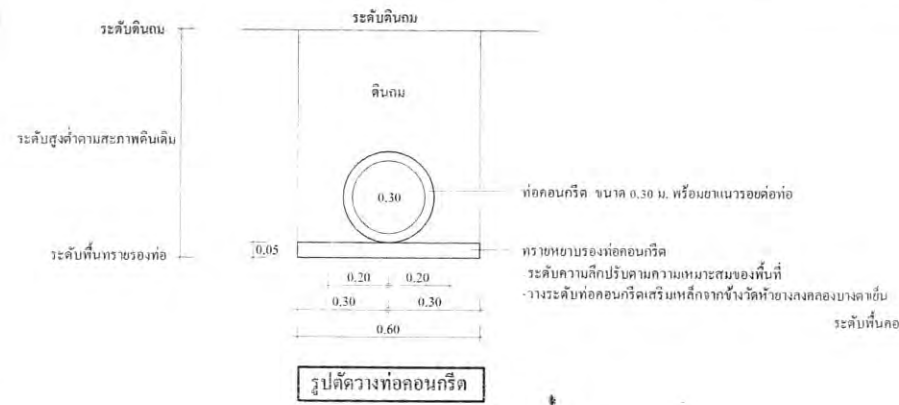 ระดับดินถม
ระดับดินถม
ดินถม
ระดับสูงต่ำตามสภาพดินเดิม
0.30
ท่อคอนกรีต ขนาด 0.30 ม. พร้อมยาแนวรอยต่อท่อ
ระดับพื้นทรายรองท่อ
0.05
ทรายหยาบรองท่อคอนกรีต
ระดับความลึกปรับตามความเหมาะสมของพื้นที่
-วางระดับท่อคอนกรีตเสริมเหล็กจากข้างวัดหัวยางลงคลองบางตาเย็น
0.20 0.20
0.30 0.30
0.60
ระดับพื้นคอ
รูปตัดวางท่อคอนกรีต